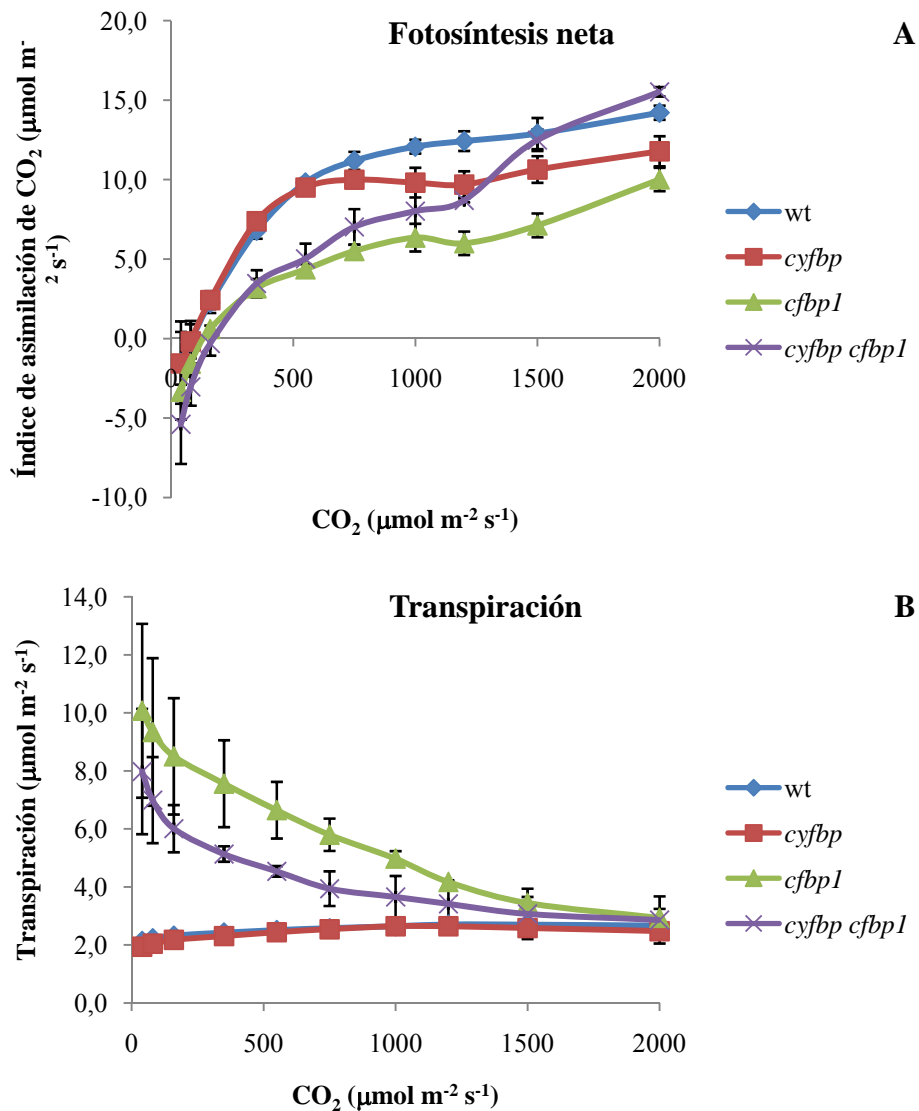 Fotosíntesis neta
A
Índice de asimilación de CO2 (µmol m-
2 s-1)
20,0
15,0
10,0
5,0
0,0
-5,0
-10,0
0 500 1000 1500 2000
CO2 (µmol m-2 s-1)
wt
cyfbp
cfbp1
cyfbp cfbp1
Transpiración
B
Transpiración (µmol m-2 s-1)
14,0
12,0
10,0
8,0
6,0
4,0
2,0
0,0
0 500 1000 1500 2000
CO2 (µmol m-2 s-1)
wt
cyfbp
cfbp1
cyfbp cfbp1